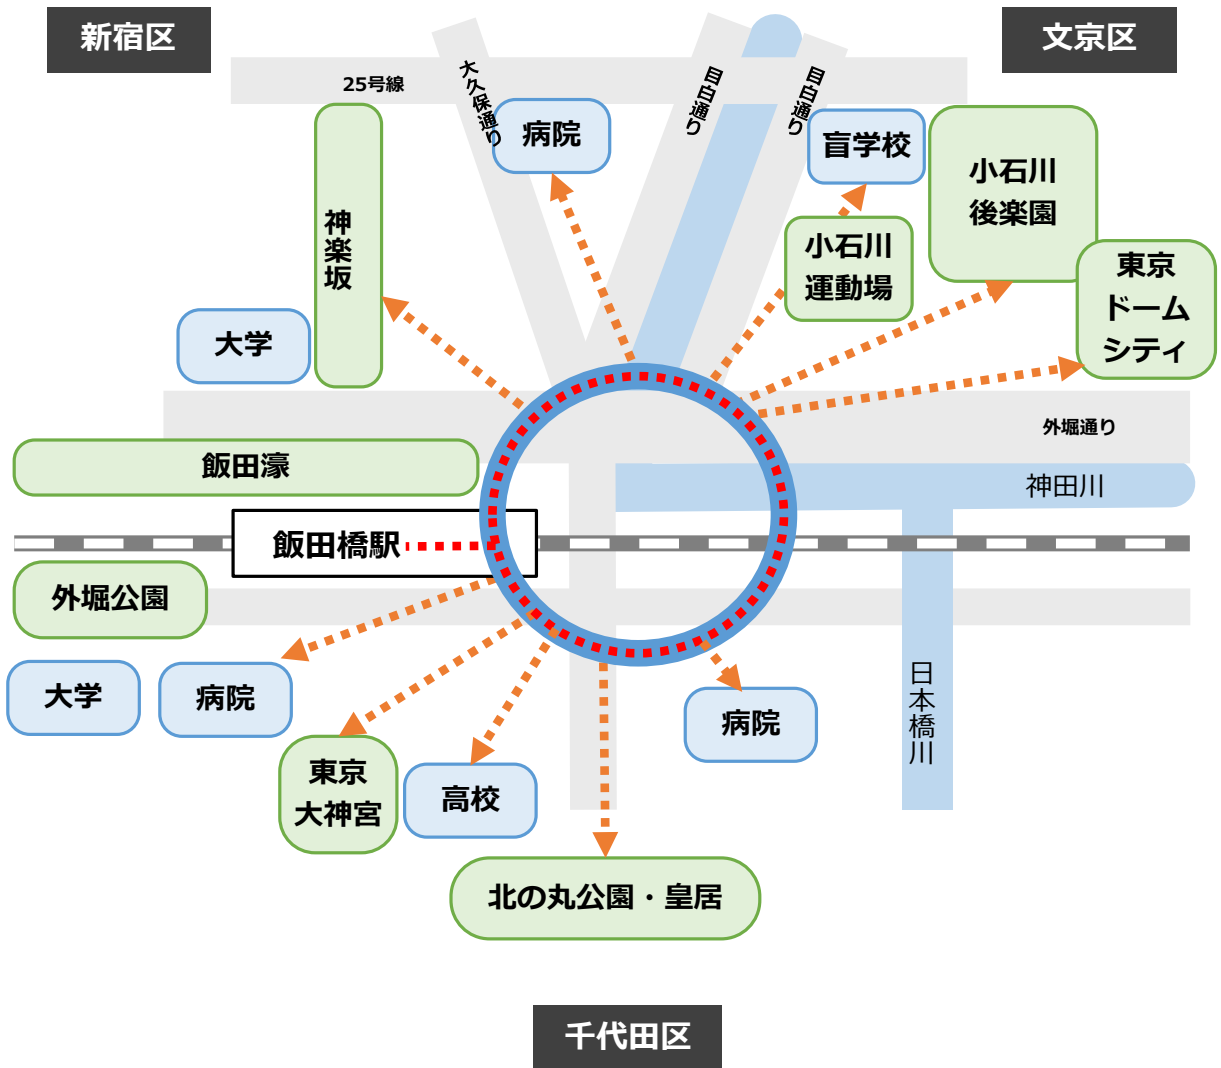 新宿区
文京区
25号線
大久保通り
目白通り
目白通り
病院
盲学校
小石川
後楽園
神楽坂
小石川
運動場
東京
ドーム
シティ
大学
外堀通り
飯田濠
神田川
飯田橋駅
外堀公園
大学
病院
日本橋川
病院
東京
大神宮
高校
北の丸公園・皇居
千代田区